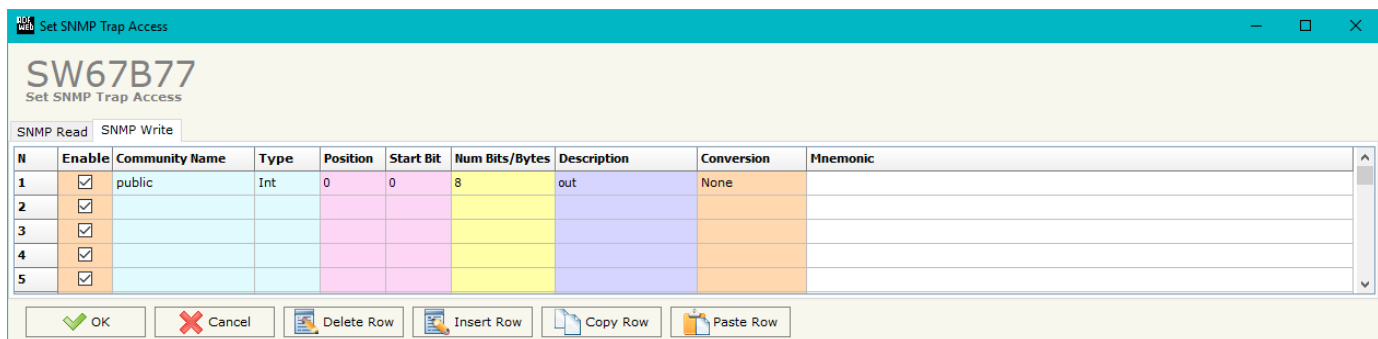 ADF
Web Set SNMP Trap Access
SW67B77
Set SNMP Trap Access
SNMP Read SNMP Write
N Enable Community Name Type Position Start Bit Num Bits/Bytes Description Conversion Mnemonic
1 public Int 0 0 8 out None
2
3
4
5
OK Cancel Delete Row Insert Row Copy Row Paste Row